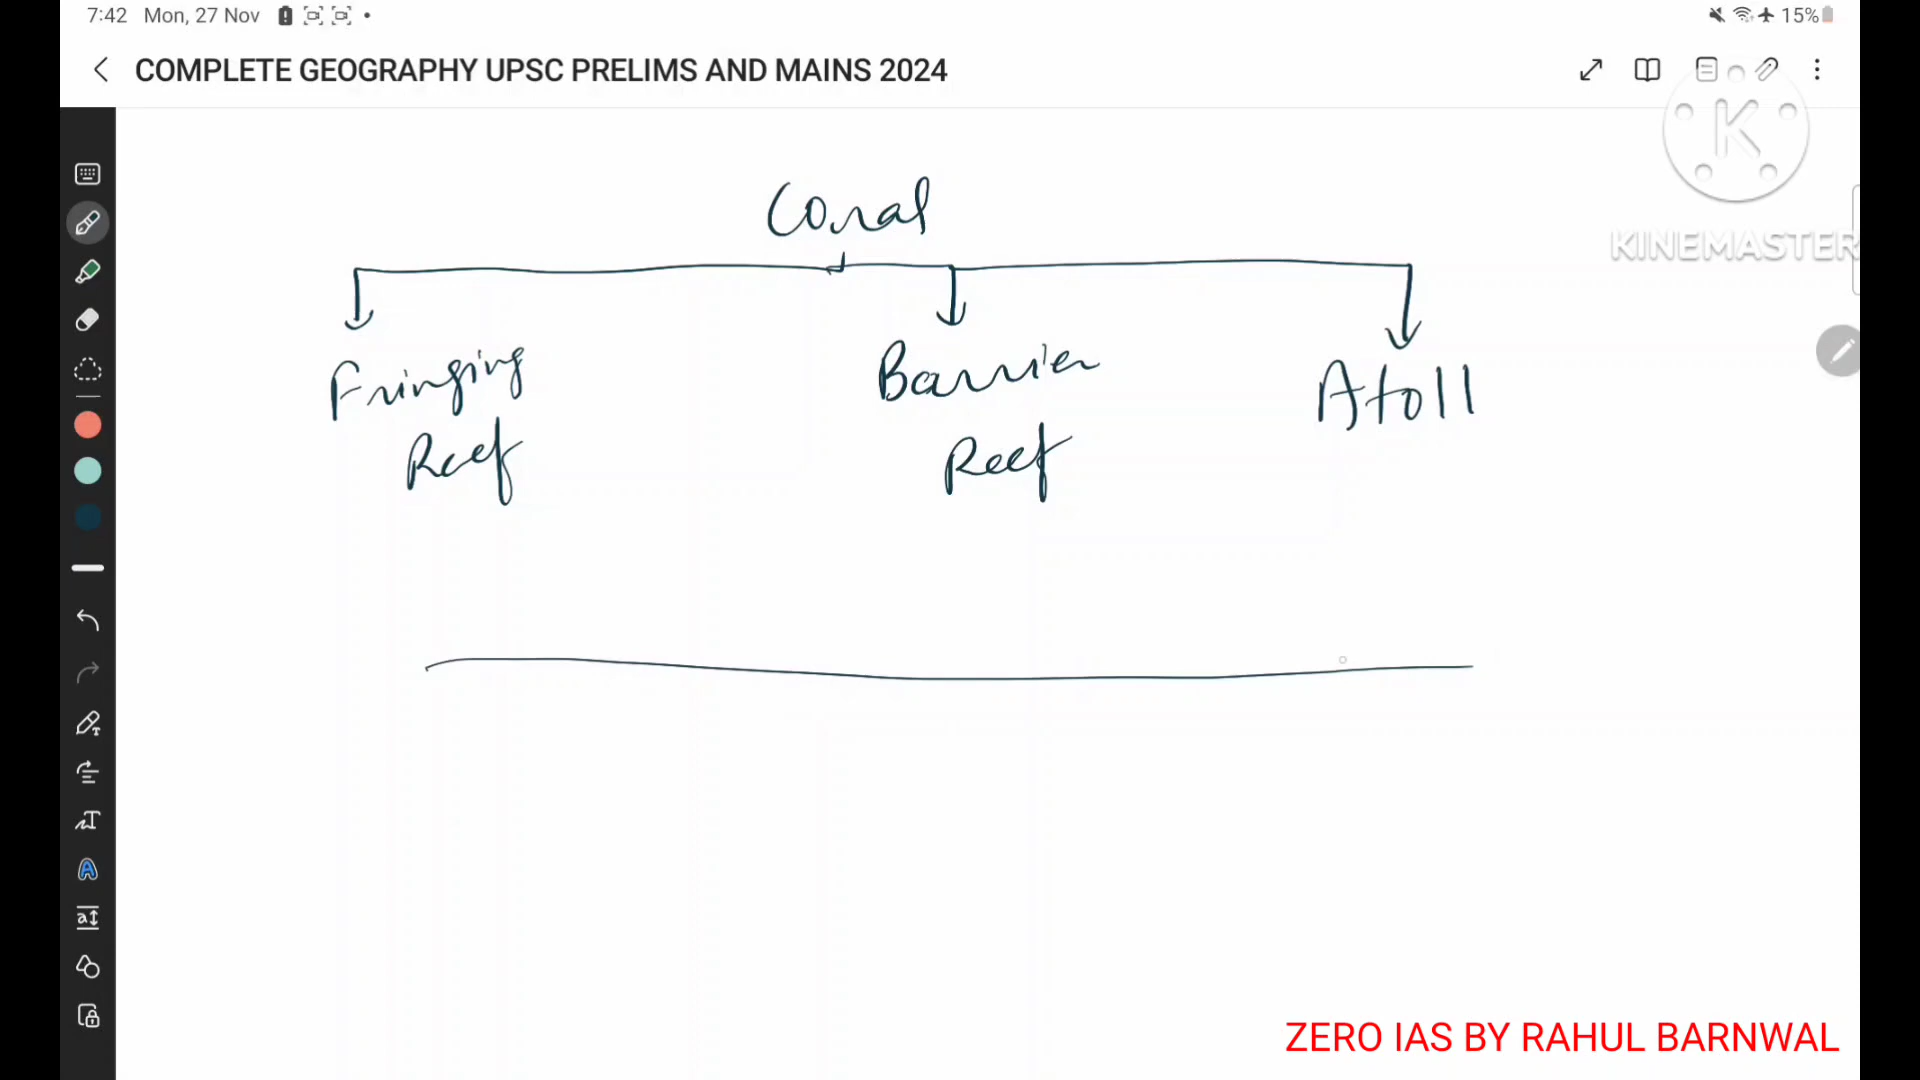 7:42 Mon, 27 Nov
15%
COMPLETE GEOGRAPHY UPSC PRELIMS AND MAINS 2024
K
KINEMASTER
Coral
Fringing Reef
Barrier Reef
Atoll
ZERO IAS BY RAHUL BARNWAL